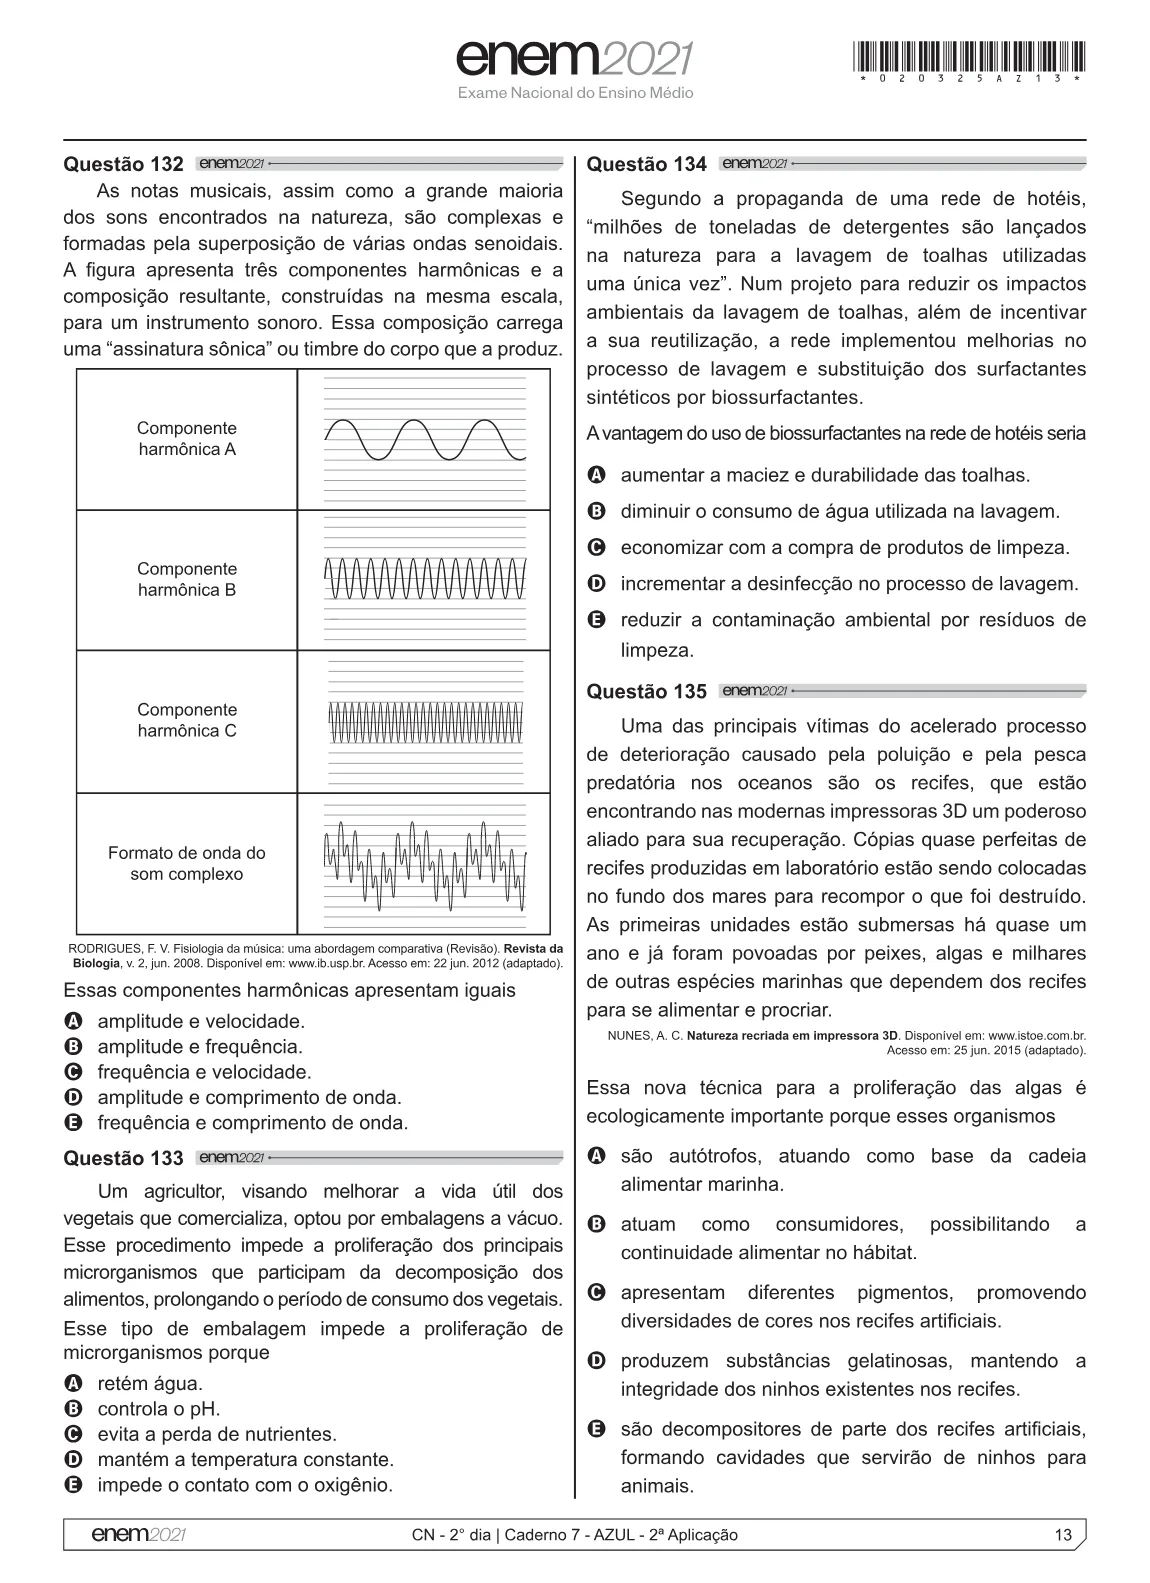 enem2021
Exame Nacional do Ensino Médio
*020325AZ13*
Questão 132 enem2021
As notas musicais, assim como a grande maioria
dos sons encontrados na natureza, são complexas e
formadas pela superposição de várias ondas senoidais.
A figura apresenta três componentes harmônicas e a
composição resultante, construídas na mesma escala,
para um instrumento sonoro. Essa composição carrega
uma “assinatura sônica” ou timbre do corpo que a produz.
Componente
harmônica A
Componente
harmônica B
Componente
harmônica C
Formato de onda do
som complexo
RODRIGUES, F. V. Fisiologia da música: uma abordagem comparativa (Revisão). Revista da
Biologia, v. 2, jun. 2008. Disponível em: www.ib.usp.br. Acesso em: 22 jun. 2012 (adaptado).
Essas componentes harmônicas apresentam iguais
A amplitude e velocidade.
B amplitude e frequência.
C frequência e velocidade.
D amplitude e comprimento de onda.
E frequência e comprimento de onda.
Questão 133 enem2021
Um agricultor, visando melhorar a vida útil dos
vegetais que comercializa, optou por embalagens a vácuo.
Esse procedimento impede a proliferação dos principais
microrganismos que participam da decomposição dos
alimentos, prolongando o período de consumo dos vegetais.
Esse tipo de embalagem impede a proliferação de
microrganismos porque
A retém água.
B controla o pH.
C evita a perda de nutrientes.
D mantém a temperatura constante.
E impede o contato com o oxigênio.
Questão 134 enem2021
Segundo a propaganda de uma rede de hotéis,
“milhões de toneladas de detergentes são lançados
na natureza para a lavagem de toalhas utilizadas
uma única vez”. Num projeto para reduzir os impactos
ambientais da lavagem de toalhas, além de incentivar
a sua reutilização, a rede implementou melhorias no
processo de lavagem e substituição dos surfactantes
sintéticos por biossurfactantes.
A vantagem do uso de biossurfactantes na rede de hotéis seria
A aumentar a maciez e durabilidade das toalhas.
B diminuir o consumo de água utilizada na lavagem.
C economizar com a compra de produtos de limpeza.
D incrementar a desinfecção no processo de lavagem.
E reduzir a contaminação ambiental por resíduos de
limpeza.
Questão 135 enem2021
Uma das principais vítimas do acelerado processo
de deterioração causado pela poluição e pela pesca
predatória nos oceanos são os recifes, que estão
encontrando nas modernas impressoras 3D um poderoso
aliado para sua recuperação. Cópias quase perfeitas de
recifes produzidas em laboratório estão sendo colocadas
no fundo dos mares para recompor o que foi destruído.
As primeiras unidades estão submersas há quase um
ano e já foram povoadas por peixes, algas e milhares
de outras espécies marinhas que dependem dos recifes
para se alimentar e procriar.
NUNES, A. C. Natureza recriada em impressora 3D. Disponível em: www.istoe.com.br.
Acesso em: 25 jun. 2015 (adaptado).
Essa nova técnica para a proliferação das algas é
ecologicamente importante porque esses organismos
A são autótrofos, atuando como base da cadeia
alimentar marinha.
B atuam como consumidores, possibilitando a
continuidade alimentar no hábitat.
C apresentam diferentes pigmentos, promovendo
diversidades de cores nos recifes artificiais.
D produzem substâncias gelatinosas, mantendo a
integridade dos ninhos existentes nos recifes.
E são decompositores de parte dos recifes artificiais,
formando cavidades que servirão de ninhos para
animais.
enem2021
CN - 2° dia | Caderno 7 - AZUL - 2ª Aplicação
13